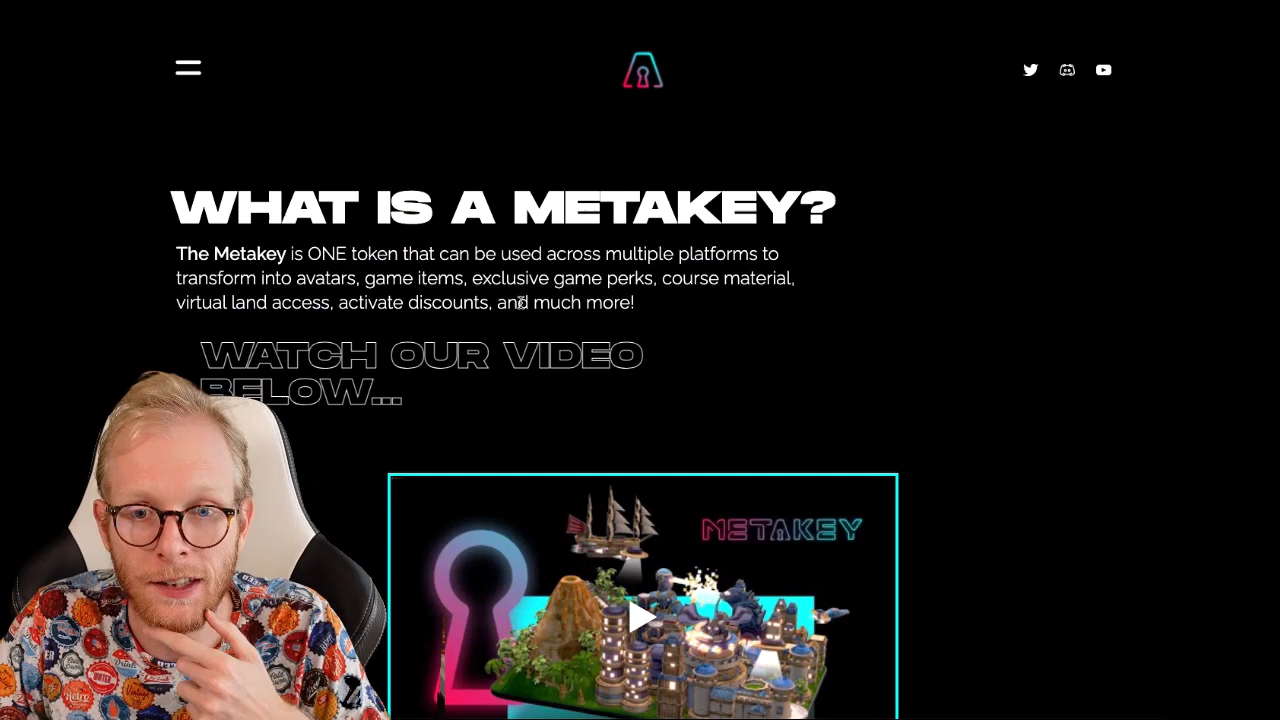 WHAT IS A METAKEY?
The Metakey is ONE token that can be used across multiple platforms to
transform into avatars, game items, exclusive game perks, course material,
virtual land access, activate discounts, and much more!
WATCH OUR VIDEO
BELOW...
METAKEY